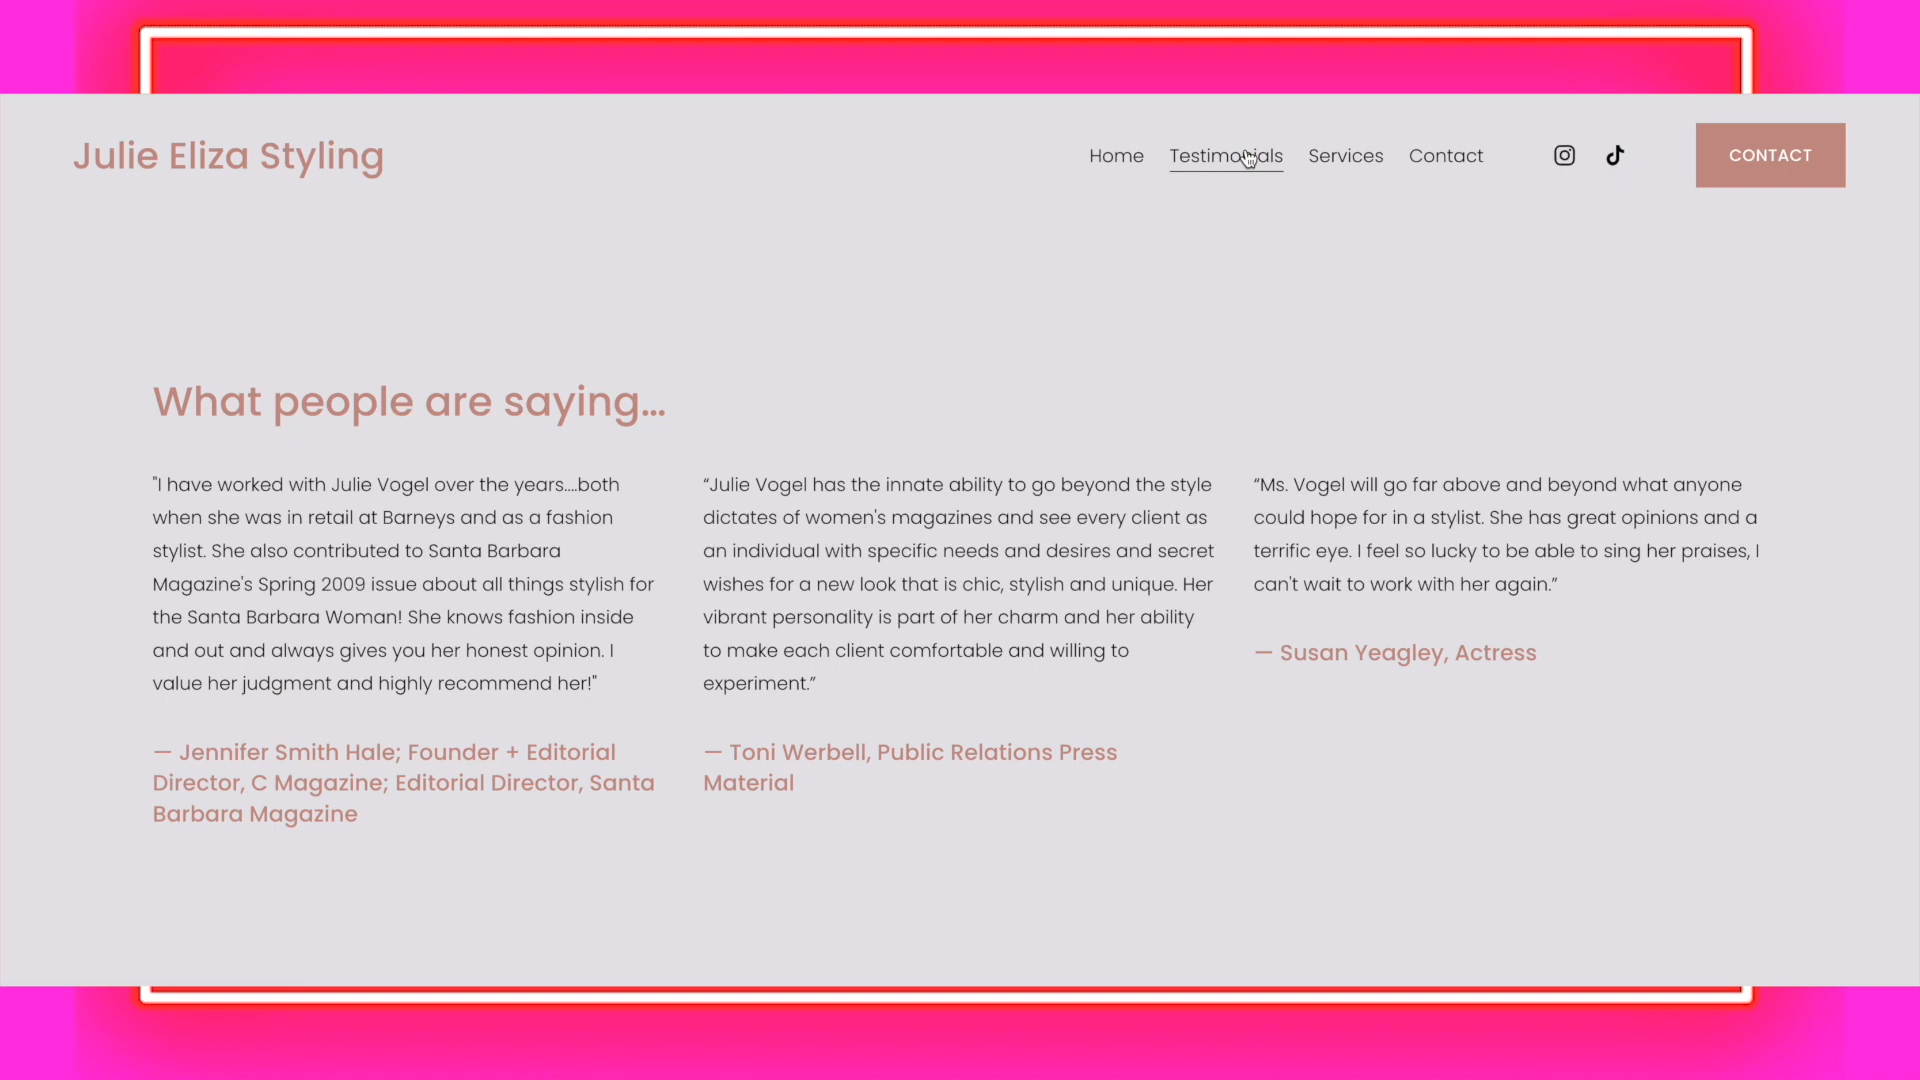 Julie Eliza Styling
Home Testimonials Services Contact
CONTACT
What people are saying...
"I have worked with Julie Vogel over the years....both
when she was in retail at Barneys and as a fashion
stylist. She also contributed to Santa Barbara
Magazine's Spring 2009 issue about all things stylish for
the Santa Barbara Woman! She knows fashion inside
and out and always gives you her honest opinion. I
value her judgment and highly recommend her!"
— Jennifer Smith Hale; Founder + Editorial
Director, C Magazine; Editorial Director, Santa
Barbara Magazine
“Julie Vogel has the innate ability to go beyond the style
dictates of women's magazines and see every client as
an individual with specific needs and desires and secret
wishes for a new look that is chic, stylish and unique. Her
vibrant personality is part of her charm and her ability
to make each client comfortable and willing to
experiment.”
— Toni Werbell, Public Relations Press
Material
“Ms. Vogel will go far above and beyond what anyone
could hope for in a stylist. She has great opinions and a
terrific eye. I feel so lucky to be able to sing her praises, I
can't wait to work with her again.”
— Susan Yeagley, Actress